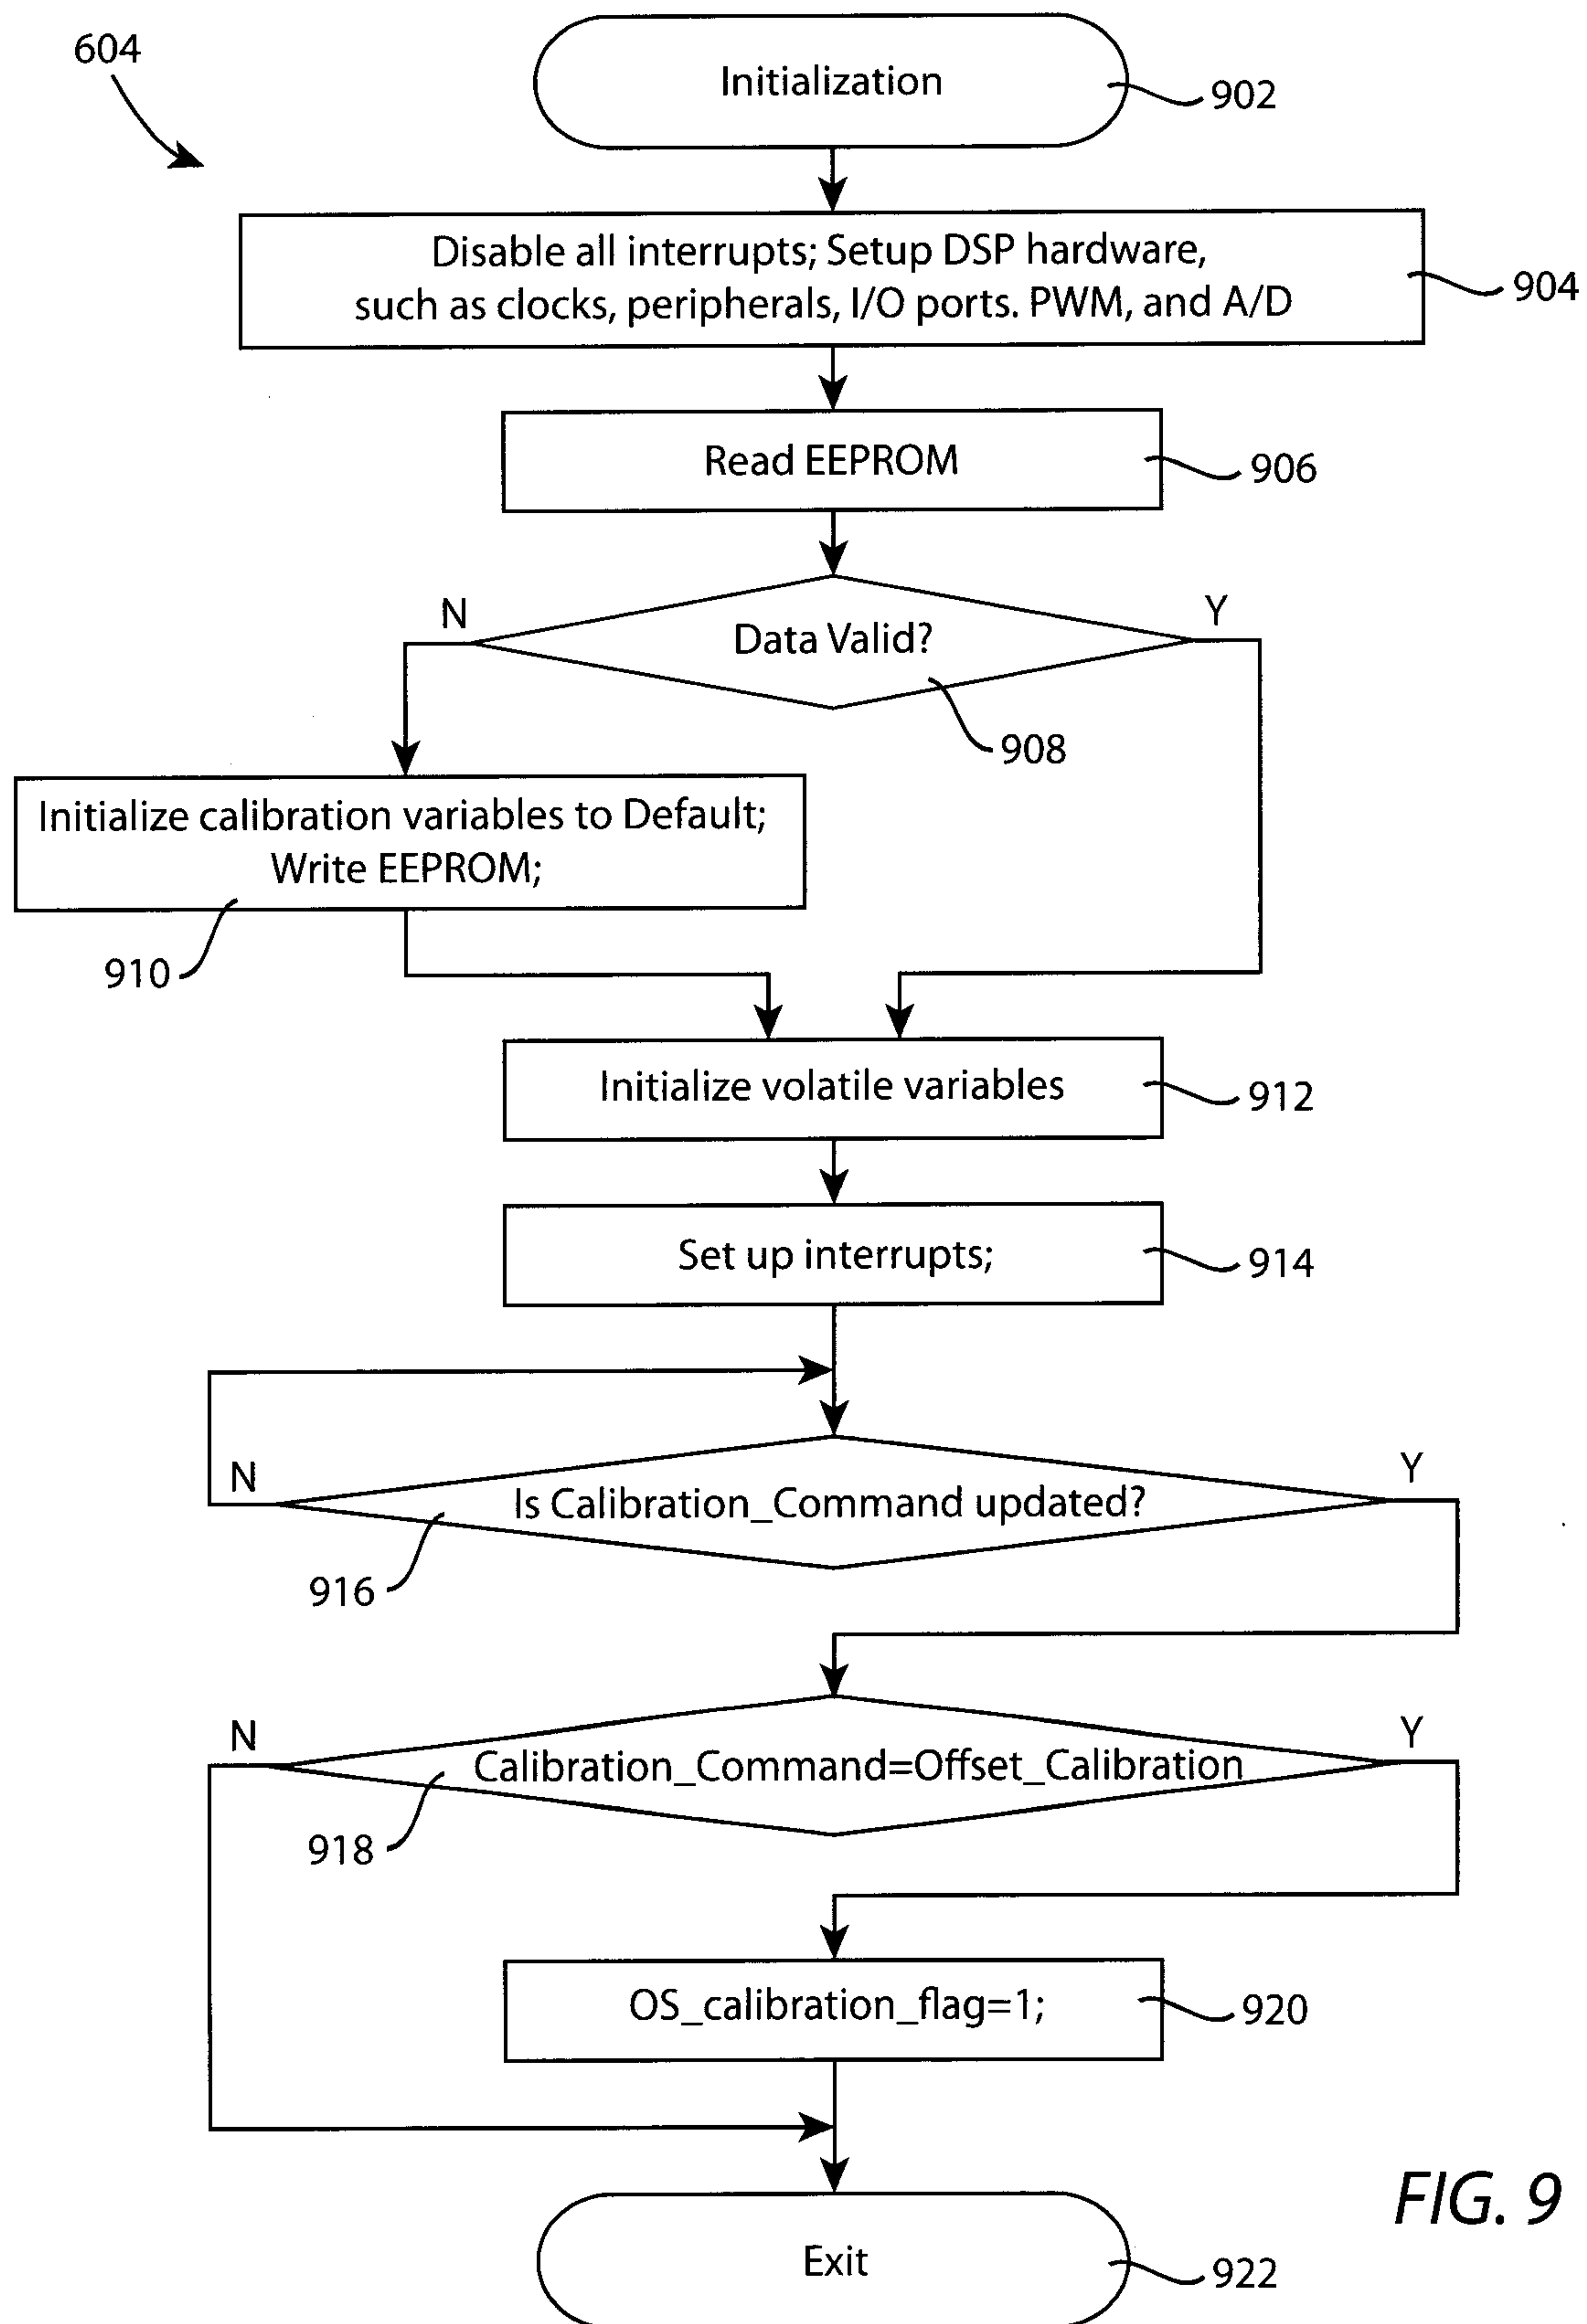 604
Initialization
902
Disable all interrupts; Setup DSP hardware,
such as clocks, peripherals, I/O ports. PWM, and A/D
904
Read EEPROM
906
N
Data Valid?
Y
908
Initialize calibration variables to Default;
Write EEPROM;
910
Initialize volatile variables
912
Set up interrupts;
914
N
Is Calibration_Command updated?
Y
916
N
Calibration_Command=Offset_Calibration
Y
918
OS_calibration_flag=1;
920
Exit
922
FIG. 9